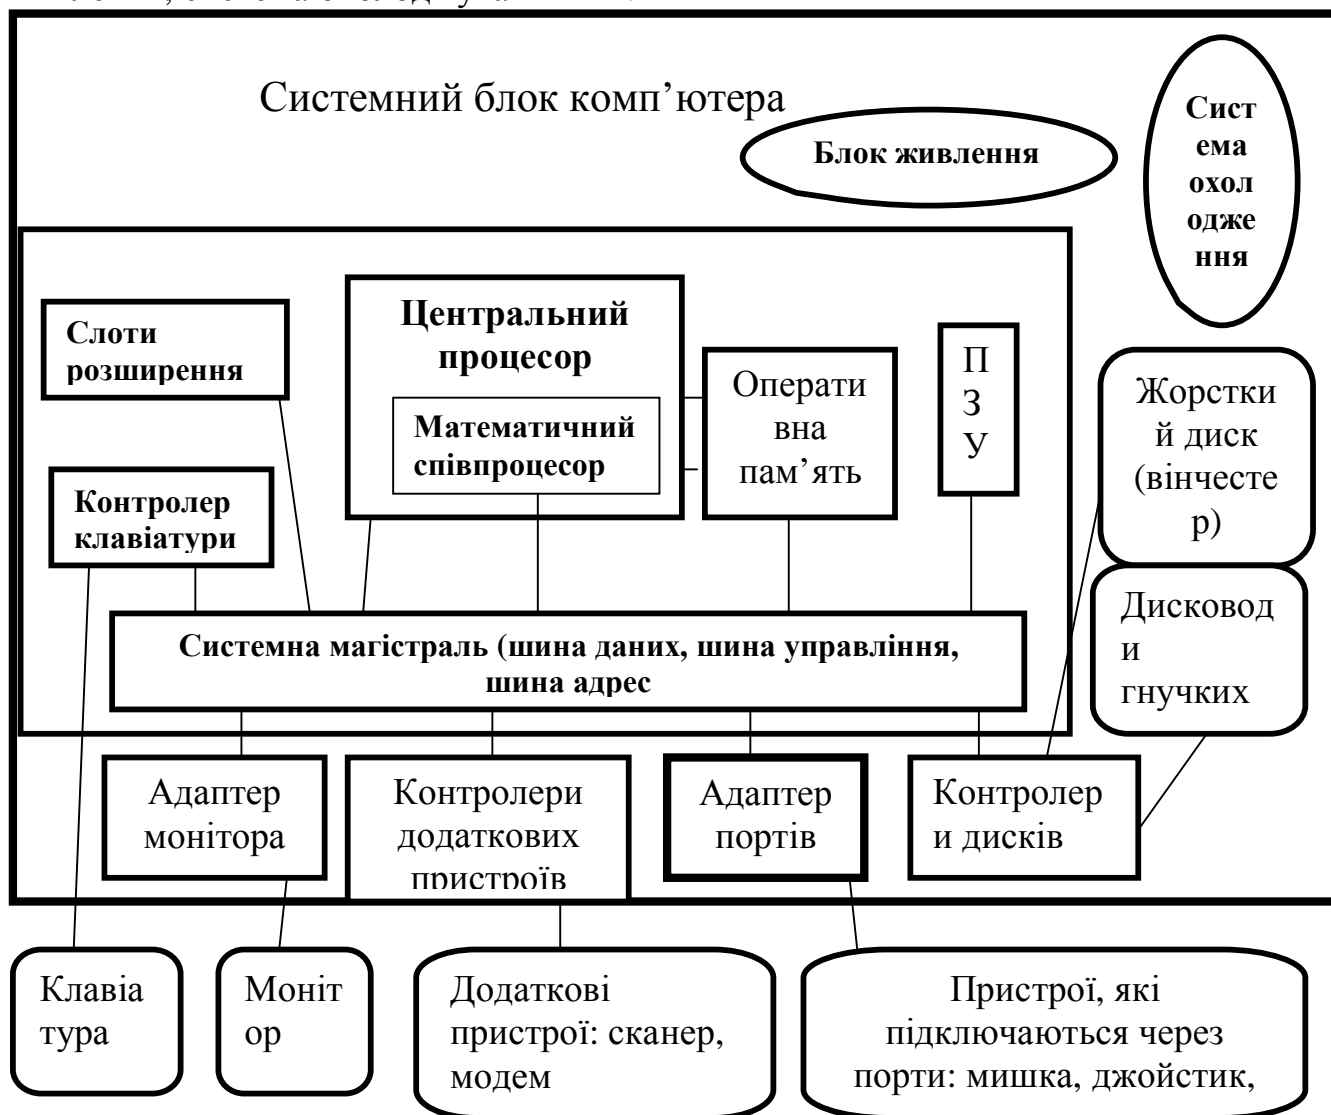 Системний блок комп’ютера
Блок живлення
Сист
ема
охол
одже
ння
Слоти
розширення
Центральний
процесор
Математичний
співпроцесор
Операти
вна
пам’ять
П
З
У
Жорстки
й диск
(вінчесте
р)
Контролер
клавіатури
Дисковод
и
гнучких
Системна магістраль (шина даних, шина управління,
шина адрес
Адаптер
монітора
Контролери
додаткових
пристроїв
Адаптер
портів
Контролер
и дисків
Клавіа
тура
Моніт
ор
Додаткові
пристрої: сканер,
модем
Пристрої, які
підключаються через
порти: мишка, джойстик,